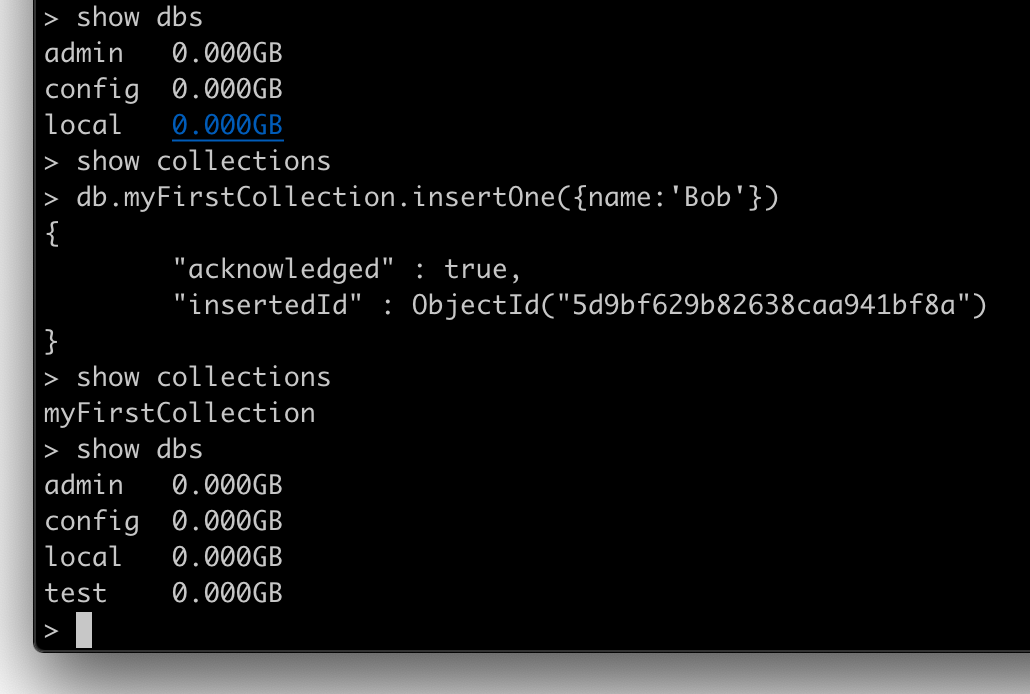 > show dbs
admin   0.000GB
config  0.000GB
local   0.000GB
> show collections
> db.myFirstCollection.insertOne({name:'Bob'})
{
        "acknowledged" : true,
        "insertedId" : ObjectId("5d9bf629b82638caa941bf8a")
}
> show collections
myFirstCollection
> show dbs
admin   0.000GB
config  0.000GB
local   0.000GB
test    0.000GB
>